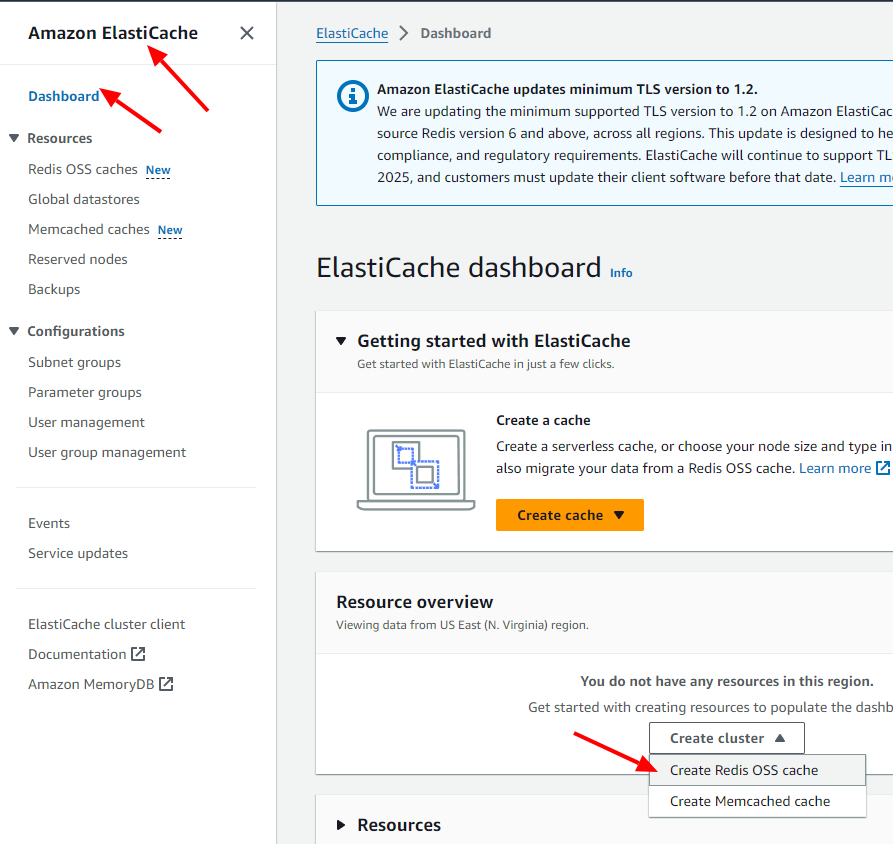 Amazon ElastiCache
Dashboard
Resources
Redis OSS caches New
Global datastores
Memcached caches New
Reserved nodes
Backups
Configurations
Subnet groups
Parameter groups
User management
User group management
Events
Service updates
ElastiCache cluster client
Documentation
Amazon MemoryDB
ElastiCache > Dashboard
Amazon ElastiCache updates minimum TLS version to 1.2.
We are updating the minimum supported TLS version to 1.2 on Amazon ElastiCac
source Redis version 6 and above, across all regions. This update is designed to he
compliance, and regulatory requirements. ElastiCache will continue to support TL
2025, and customers must update their client software before that date. Learn m
ElastiCache dashboard Info
Getting started with ElastiCache
Get started with ElastiCache in just a few clicks.
Create a cache
Create a serverless cache, or choose your node size and type in
also migrate your data from a Redis OSS cache. Learn more
Create cache
Resource overview
Viewing data from US East (N. Virginia) region.
You do not have any resources in this region.
Get started with creating resources to populate the dashb
Create cluster
Create Redis OSS cache
Create Memcached cache
Resources